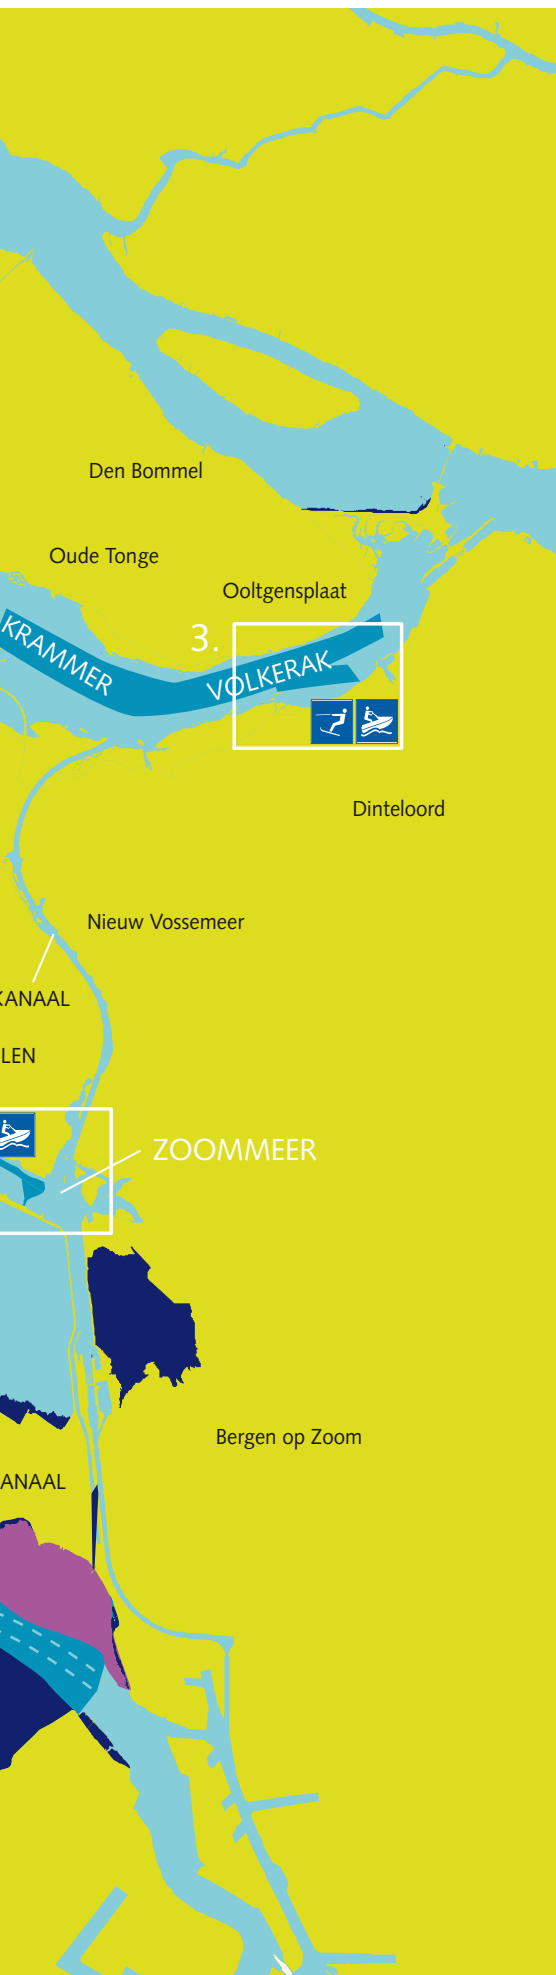 Den Bommel
Oude Tonge
Ooltgensplaat
3.
KRAMMER
VOLKERAK
Dinteloord
Nieuw Vossemeer
KANAAL
LEN
ZOOMMEER
Bergen op Zoom
ANAAL